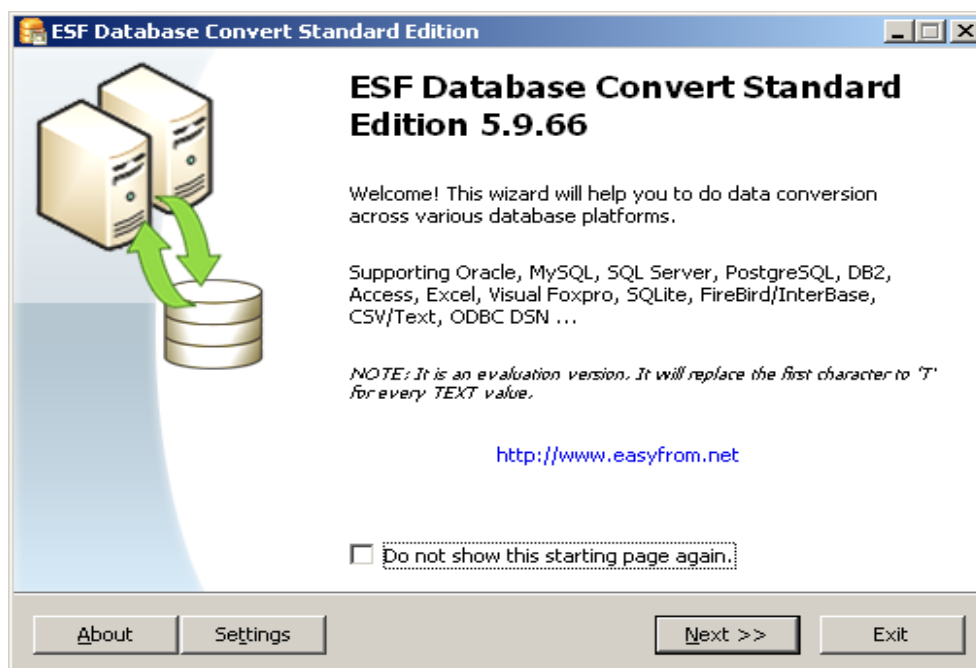 ESF Database Convert Standard Edition
ESF Database Convert Standard
Edition 5.9.66
Welcome! This wizard will help you to do data conversion
across various database platforms.
Supporting Oracle, MySQL, SQL Server, PostgreSQL, DB2,
Access, Excel, Visual Foxpro, SQLite, FireBird/InterBase,
CSV/Text, ODBC DSN ...
NOTE: It is an evaluation version. It will replace the first character to 'T'
for every TEXT value.
http://www.easyfrom.net
Do not show this starting page again.
About Settings Next >> Exit